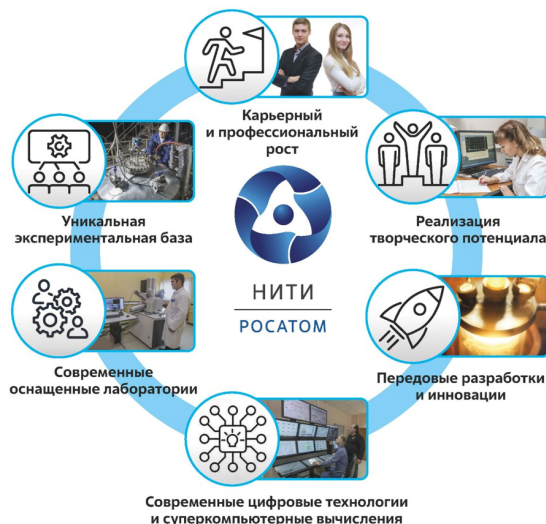 Карьерный
и профессиональный
рост
Уникальная
экспериментальная база
Реализация
творческого потенциала
НИТИ
РОСАТОМ
Современные
оснащенные лаборатории
Передовые разработки
и инновации
Современные цифровые технологии
и суперкомпьютерные вычисления